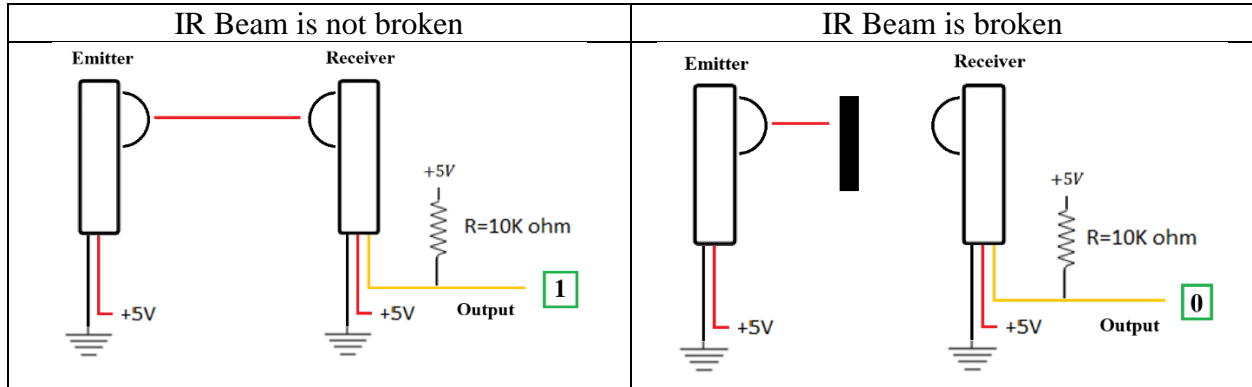 IR Beam is not broken
Emitter
Receiver
+5V
R=10K ohm
1
+5V
+5V
Output
IR Beam is broken
Emitter
Receiver
+5V
R=10K ohm
0
+5V
+5V
Output